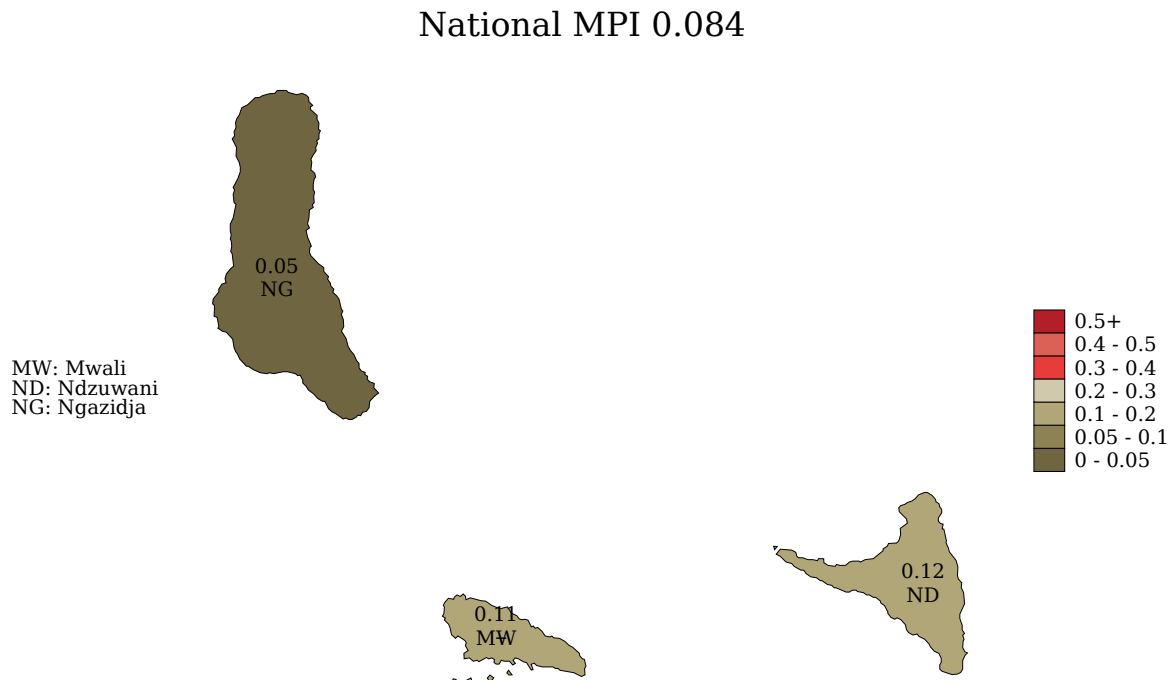 National MPI 0.084
0.05
NG
MW: Mwali
ND: Ndzuwani
NG: Ngazidja
0.5+
0.4 - 0.5
0.3 - 0.4
0.2 - 0.3
0.1 - 0.2
0.05 - 0.1
0 - 0.05
0.12
ND
0.11
MW